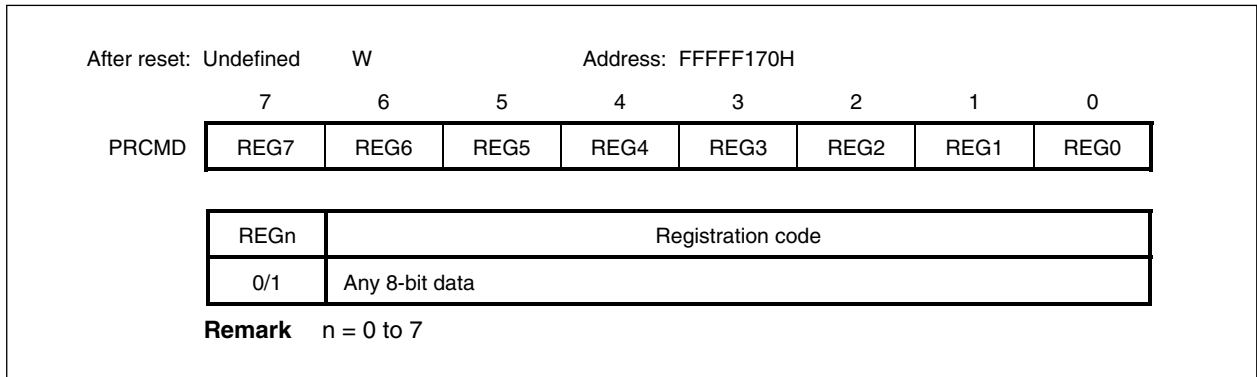 After reset: Undefined W Address: FFFFF170H
7 6 5 4 3 2 1 0
PRCMD REG7 REG6 REG5 REG4 REG3 REG2 REG1 REG0
REGn Registration code
0/1 Any 8-bit data
Remark n = 0 to 7